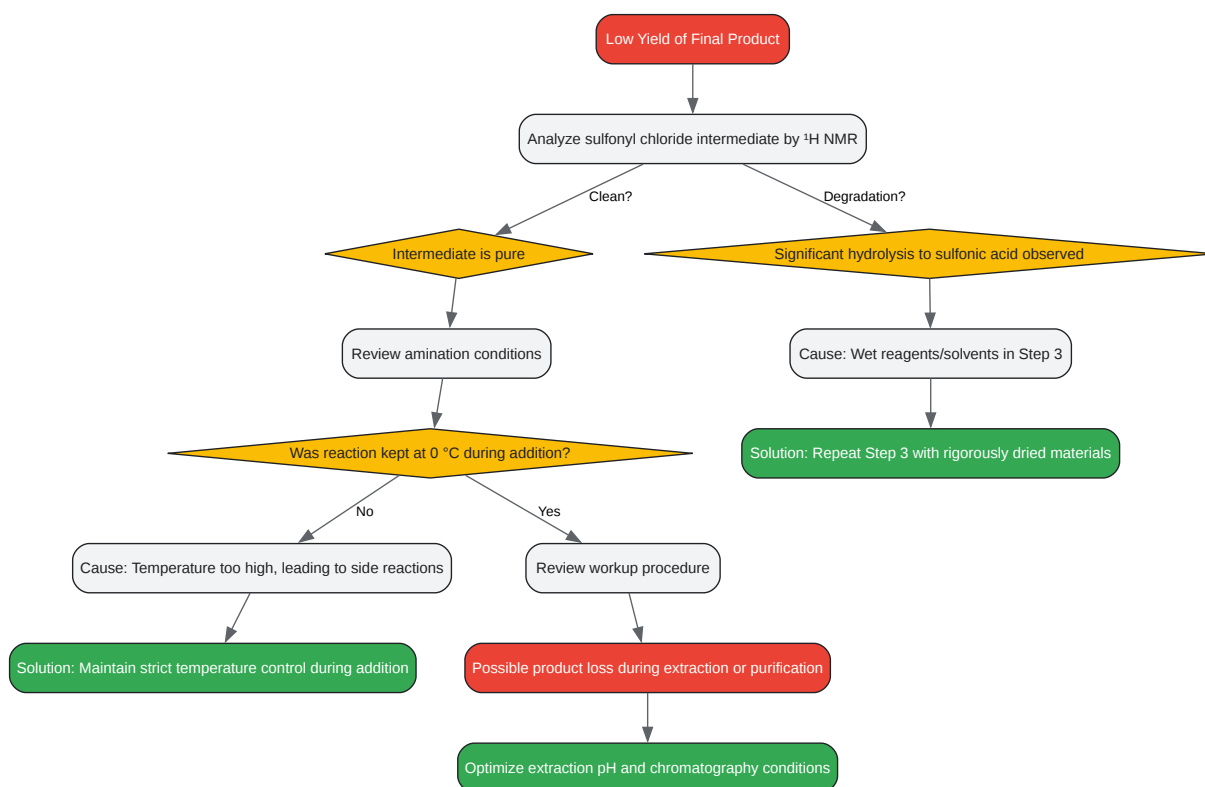 Low Yield of Final Product
Analyze sulfonyl chloride intermediate by ¹H NMR
Clean?
Degradation?
Intermediate is pure
Significant hydrolysis to sulfonic acid observed
Review amination conditions
Cause: Wet reagents/solvents in Step 3
Was reaction kept at 0 °C during addition?
Solution: Repeat Step 3 with rigorously dried materials
No
Yes
Cause: Temperature too high, leading to side reactions
Review workup procedure
Solution: Maintain strict temperature control during addition
Possible product loss during extraction or purification
Optimize extraction pH and chromatography conditions